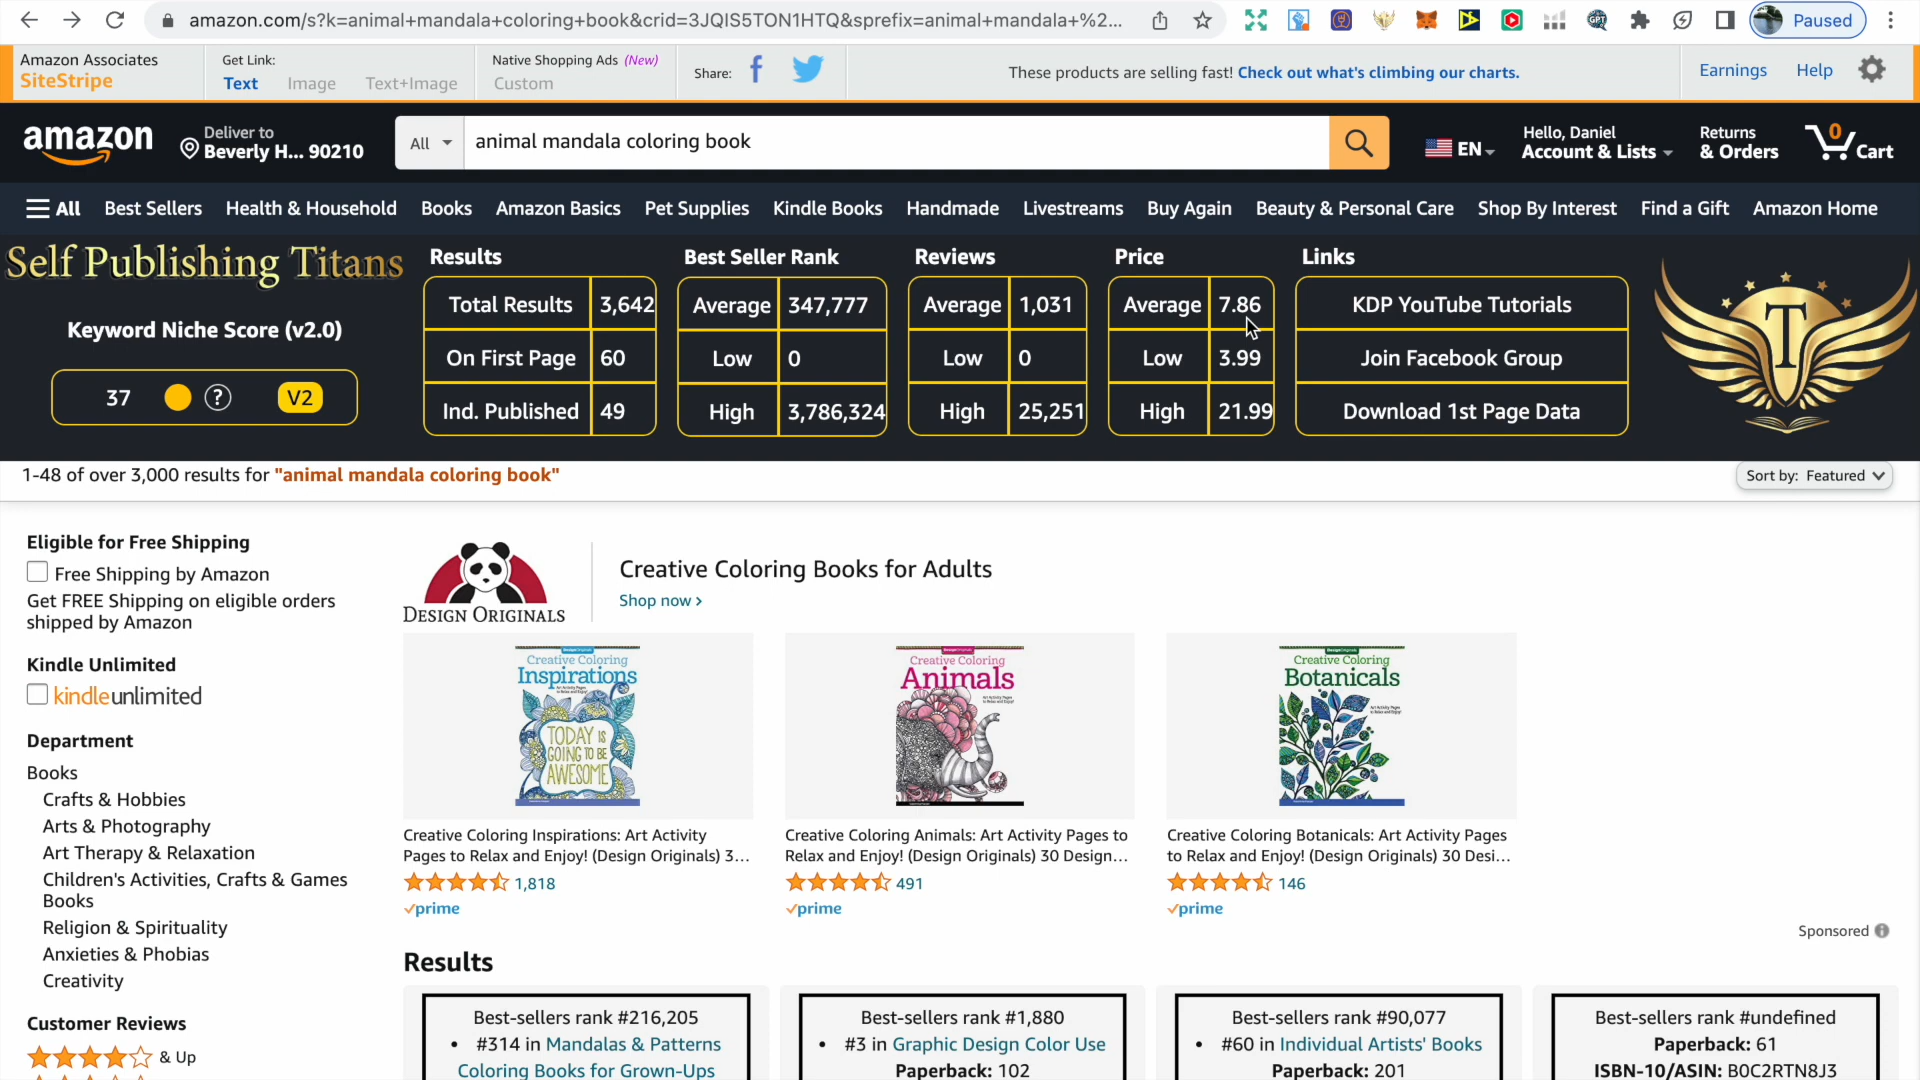 amazon.com/s?k=animal+mandala+coloring+book&crid=3JQIS5TON1HTQ&sprefix=animal+mandala+%2...
Paused
Amazon Associates
SiteStripe
Get Link:
Text Image Text+Image
Native Shopping Ads (New)
Custom
Share:
These products are selling fast! Check out what's climbing our charts.
Earnings Help
amazon
Deliver to
Beverly H... 90210
All
animal mandala coloring book
EN
Hello, Daniel
Account & Lists
Returns
& Orders
0
Cart
All Best Sellers Health & Household Books Amazon Basics Pet Supplies Kindle Books Handmade Livestreams Buy Again Beauty & Personal Care Shop By Interest Find a Gift Amazon Home
Self Publishing Titans
Keyword Niche Score (v2.0)
37 ? V2
Results
Total Results 3,642
On First Page 60
Ind. Published 49
Best Seller Rank
Average 347,777
Low 0
High 3,786,324
Reviews
Average 1,031
Low 0
High 25,251
Price
Average 7.86
Low 3.99
High 21.99
Links
KDP YouTube Tutorials
Join Facebook Group
Download 1st Page Data
T
1-48 of over 3,000 results for "animal mandala coloring book"
Sort by: Featured
Eligible for Free Shipping
Free Shipping by Amazon
Get FREE Shipping on eligible orders
shipped by Amazon
Kindle Unlimited
kindleunlimited
Department
Books
Crafts & Hobbies
Arts & Photography
Art Therapy & Relaxation
Children's Activities, Crafts & Games
Books
Religion & Spirituality
Anxieties & Phobias
Creativity
Customer Reviews
& Up
DESIGN ORIGINALS
Creative Coloring Books for Adults
Shop now ›
Creative Coloring
Inspirations
TODAY IS
GOING TO BE
AWESOME
Creative Coloring
Animals
Creative Coloring
Botanicals
Creative Coloring Inspirations: Art Activity
Pages to Relax and Enjoy! (Design Originals) 3...
1,818
prime
Creative Coloring Animals: Art Activity Pages to
Relax and Enjoy! (Design Originals) 30 Design...
491
prime
Creative Coloring Botanicals: Art Activity Pages
to Relax and Enjoy! (Design Originals) 30 Desi...
146
prime
Sponsored
Results
Best-sellers rank #216,205
• #314 in Mandalas & Patterns
Coloring Books for Grown-Ups
Best-sellers rank #1,880
• #3 in Graphic Design Color Use
Paperback: 102
Best-sellers rank #90,077
• #60 in Individual Artists' Books
Paperback: 201
Best-sellers rank #undefined
Paperback: 61
ISBN-10/ASIN: B0C2RTN8J3